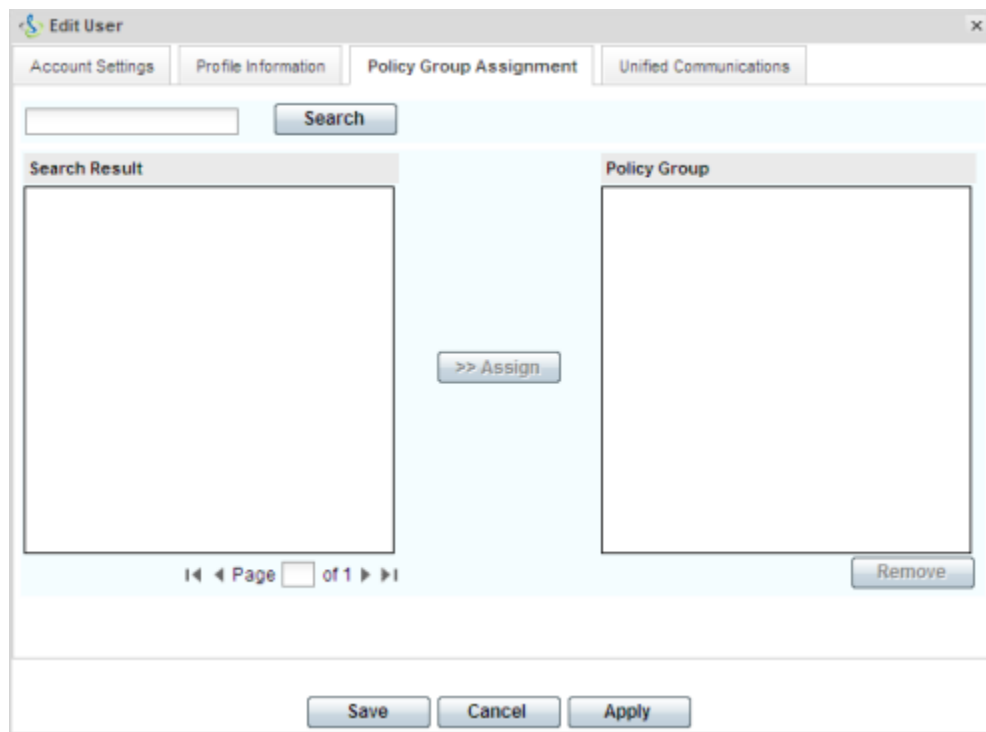 Edit User
Account Settings
Profile Information
Policy Group Assignment
Unified Communications
Search
Search Result
Policy Group
>> Assign
Page of 1
Remove
Save
Cancel
Apply